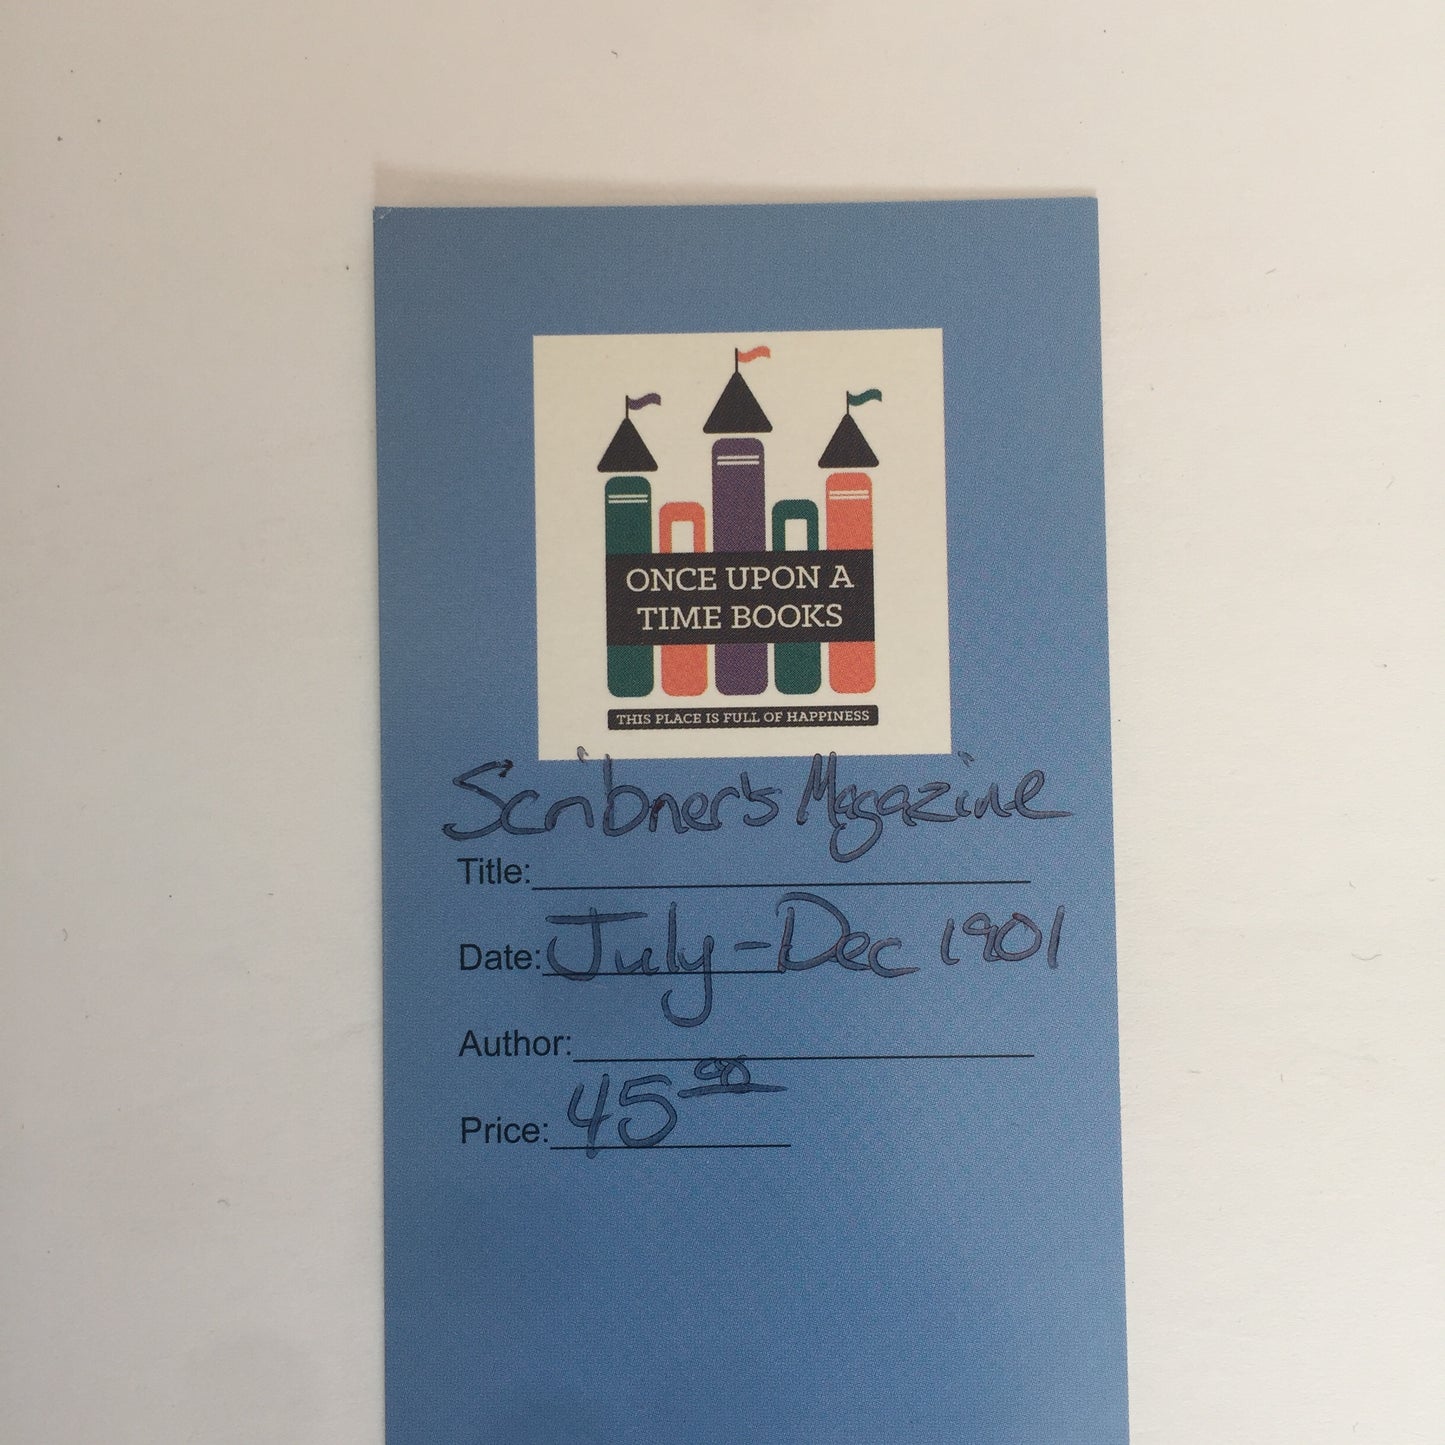 ONCE UPON A
TIME BOOKS
THIS PLACE IS FULL OF HAPPINESS
Scribner's Magazine
Title:
Date: July - Dec 1901
Author:
Price: 45 00